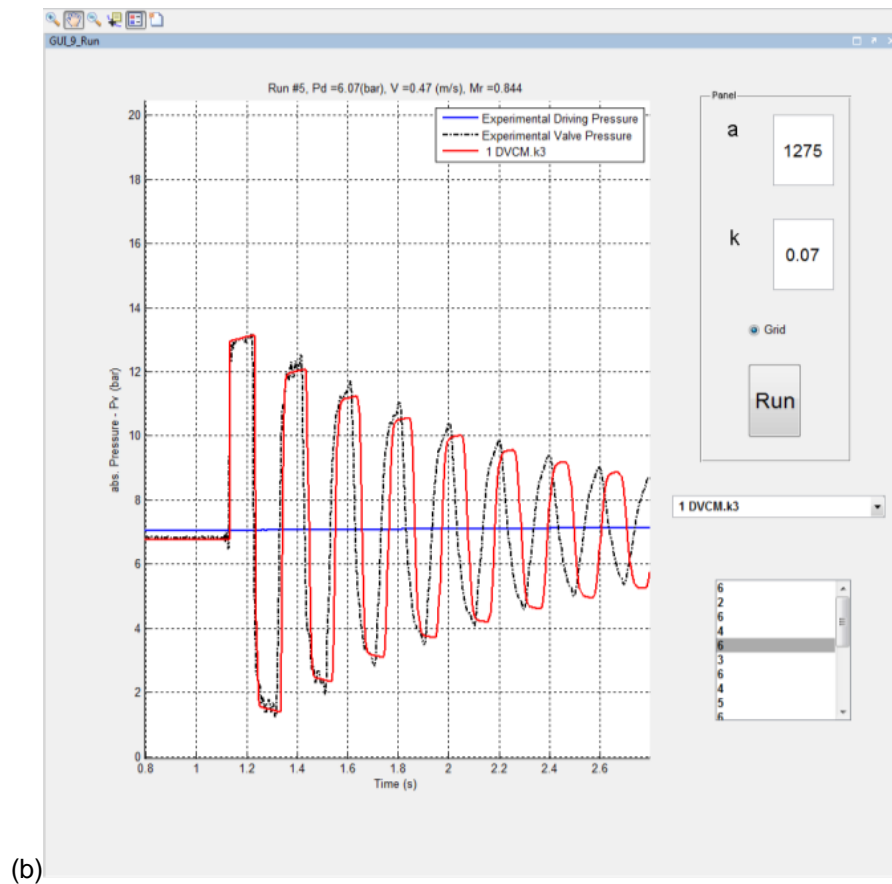 GUI_9_Run
Run #5, Pd =6.07(bar), V =0.47 (m/s), Mr =0.844
Experimental Driving Pressure
Experimental Valve Pressure
1 DVCM.k3
20
18
16
14
12
10
8
6
4
2
0
abs. Pressure - Pv (bar)
0.8 1 1.2 1.4 1.6 1.8 2 2.2 2.4 2.6
Time (s)
Panel
a
1275
k
0.07
Grid
Run
1 DVCM.k3
6
2
6
4
6
3
6
4
5
6
(b)